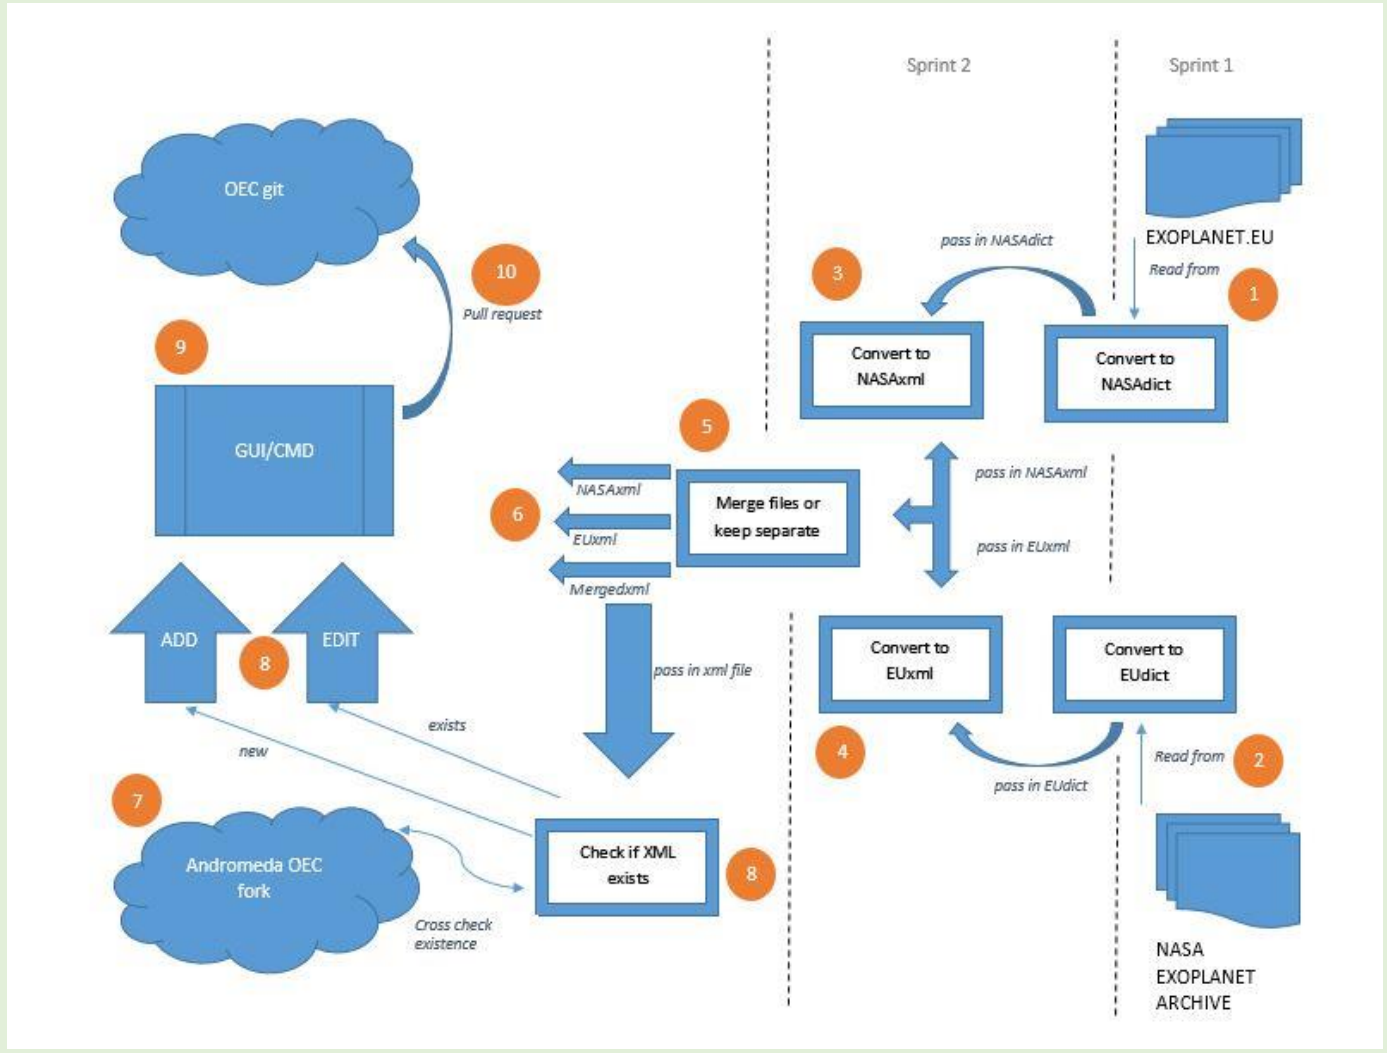 Sprint 2
Sprint 1
OEC git
EXOPLANET.EU
Read from
1
pass in NASAdict
3
Convert to
NASAxml
Convert to
NASAdict
10
Pull request
9
GUI/CMD
5
Merge files or
keep separate
pass in NASAxml
pass in EUxml
NASAxml
6
EUxml
Mergedxml
ADD
8
EDIT
pass in xml file
Convert to
EUxml
Convert to
EUdict
4
pass in EUdict
Read from
2
exists
new
7
Andromeda OEC
fork
Check if XML
exists
8
Cross check
existence
NASA
EXOPLANET
ARCHIVE